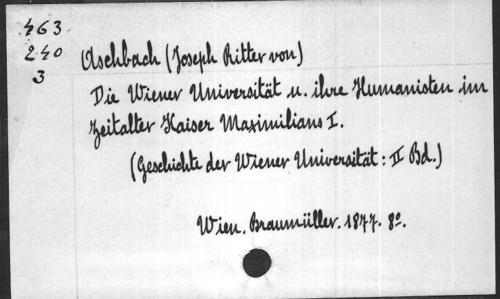 463
240
3
Aschbach (Joseph Ritter von)
Die Wiener Universität u. ihre Humanisten im
Zeitalter Kaiser Maximilians I.
(Geschichte der Wiener Universität: II Bd.)
Wien. Braumüller. 1877. 8º.